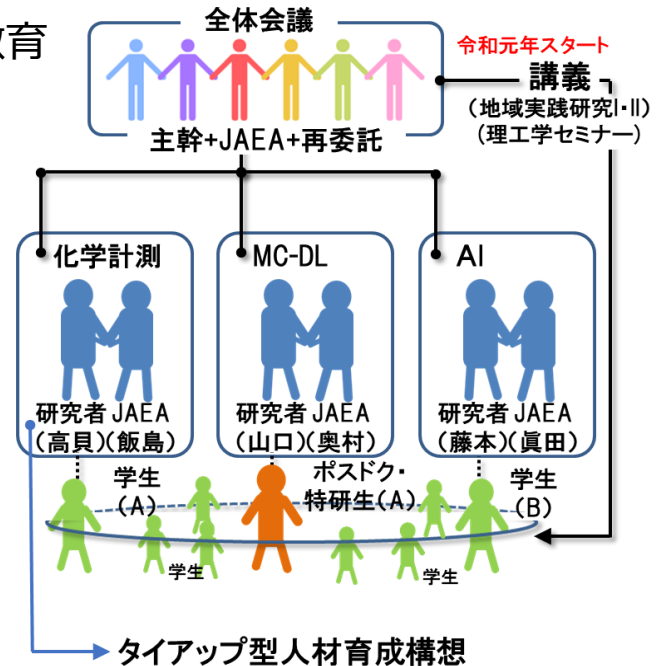 教育
全体会議
主幹+JAEA+再委託
令和元年スタート
講義
(地域実践研究Ⅰ・Ⅱ)
(理工学セミナー)
化学計測
研究者 JAEA
(高貝)(飯島)
MC-DL
研究者 JAEA
(山口)(奥村)
AI
研究者 JAEA
(藤本)(眞田)
学生
(A)
ポスドク・
特研生(A)
学生
(B)
学生
学生
タイアップ型人材育成構想